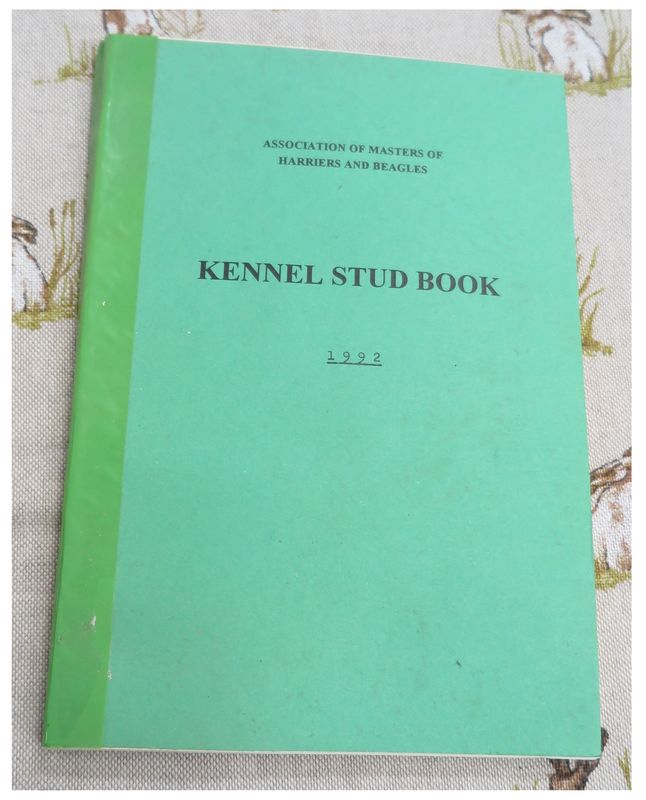 ASSOCIATION OF MASTERS OF
HARRIERS AND BEAGLES
KENNEL STUD BOOK
1992